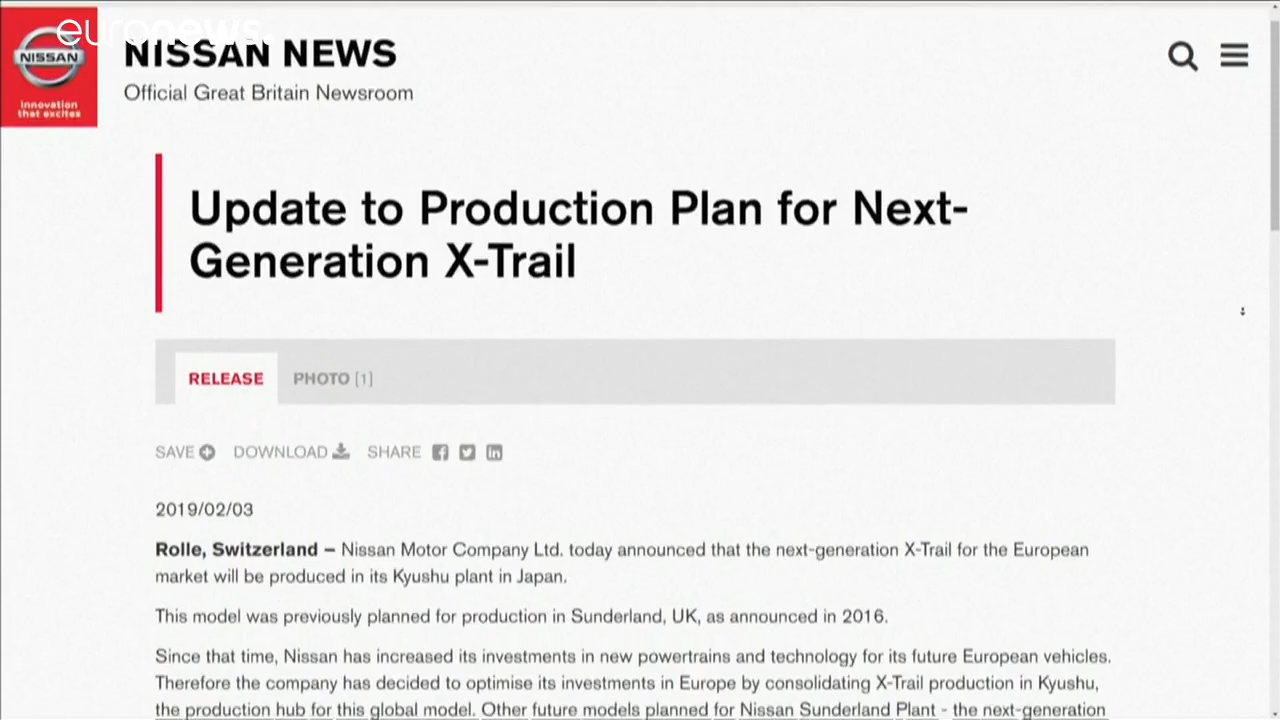 euronews.
NISSAN
Innovation
that excites
NISSAN NEWS
Official Great Britain Newsroom
Update to Production Plan for Next-
Generation X-Trail
RELEASE PHOTO [1]
SAVE DOWNLOAD SHARE
2019/02/03
Rolle, Switzerland – Nissan Motor Company Ltd. today announced that the next-generation X-Trail for the European
market will be produced in its Kyushu plant in Japan.
This model was previously planned for production in Sunderland, UK, as announced in 2016.
Since that time, Nissan has increased its investments in new powertrains and technology for its future European vehicles.
Therefore the company has decided to optimise its investments in Europe by consolidating X-Trail production in Kyushu,
the production hub for this global model. Other future models planned for Nissan Sunderland Plant - the next-generation